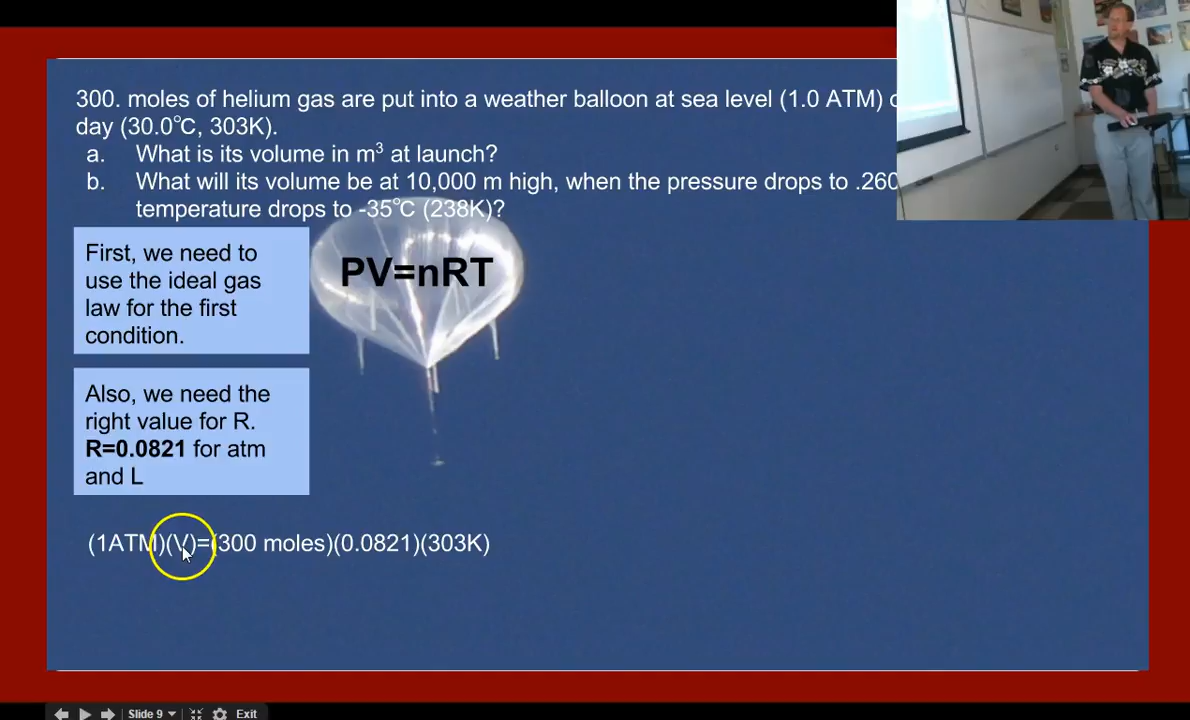 300. moles of helium gas are put into a weather balloon at sea level (1.0 ATM)
day (30.0°C, 303K).
a. What is its volume in m³ at launch?
b. What will its volume be at 10,000 m high, when the pressure drops to .260
temperature drops to -35°C (238K)?
First, we need to
use the ideal gas
law for the first
condition.
PV=nRT
Also, we need the
right value for R.
R=0.0821 for atm
and L
(1ATM)(V)=(300 moles)(0.0821)(303K)
Slide 9
Exit